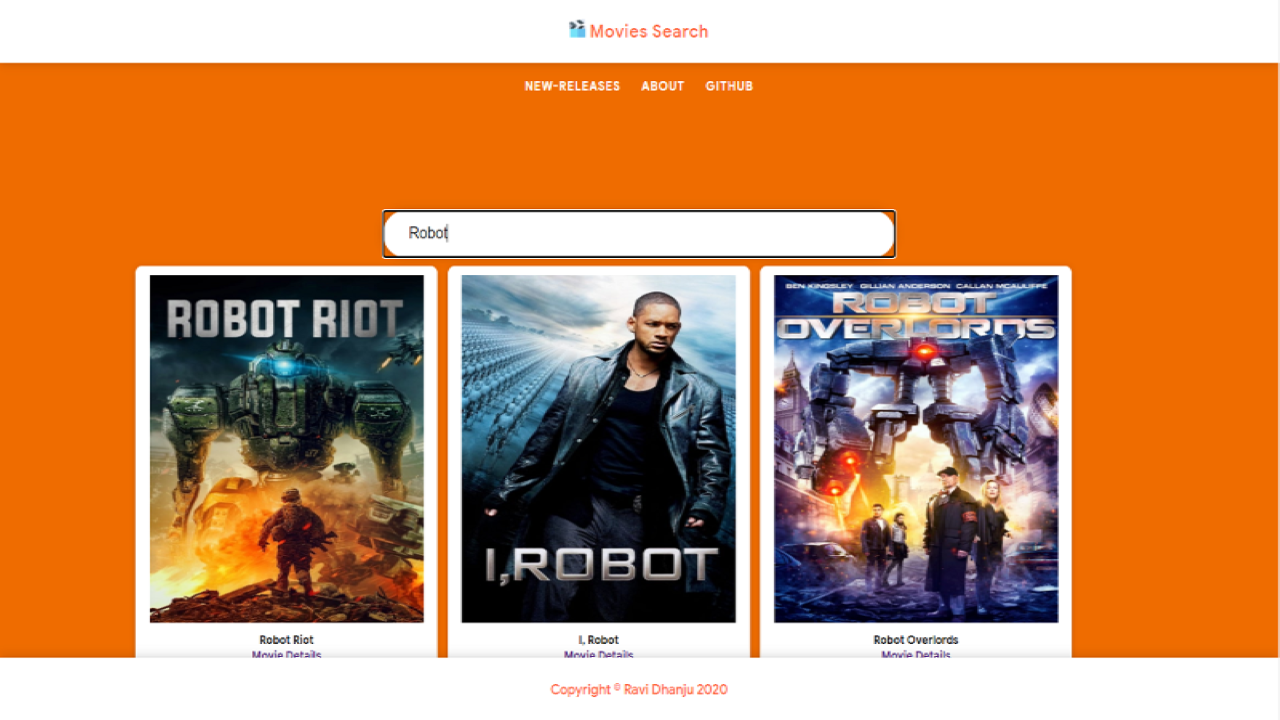 Movies Search
NEW-RELEASES ABOUT GITHUB
Robot
ROBOT RIOT
I, ROBOT
BEN KINGSLEY GILLIAN ANDERSON CALLAN MCAULIFFE
ROBOT
OVERLORDS
Robot Riot
I, Robot
Robot Overlords
Movie Details
Movie Details
Movie Details
Copyright © Ravi Dhanju 2020